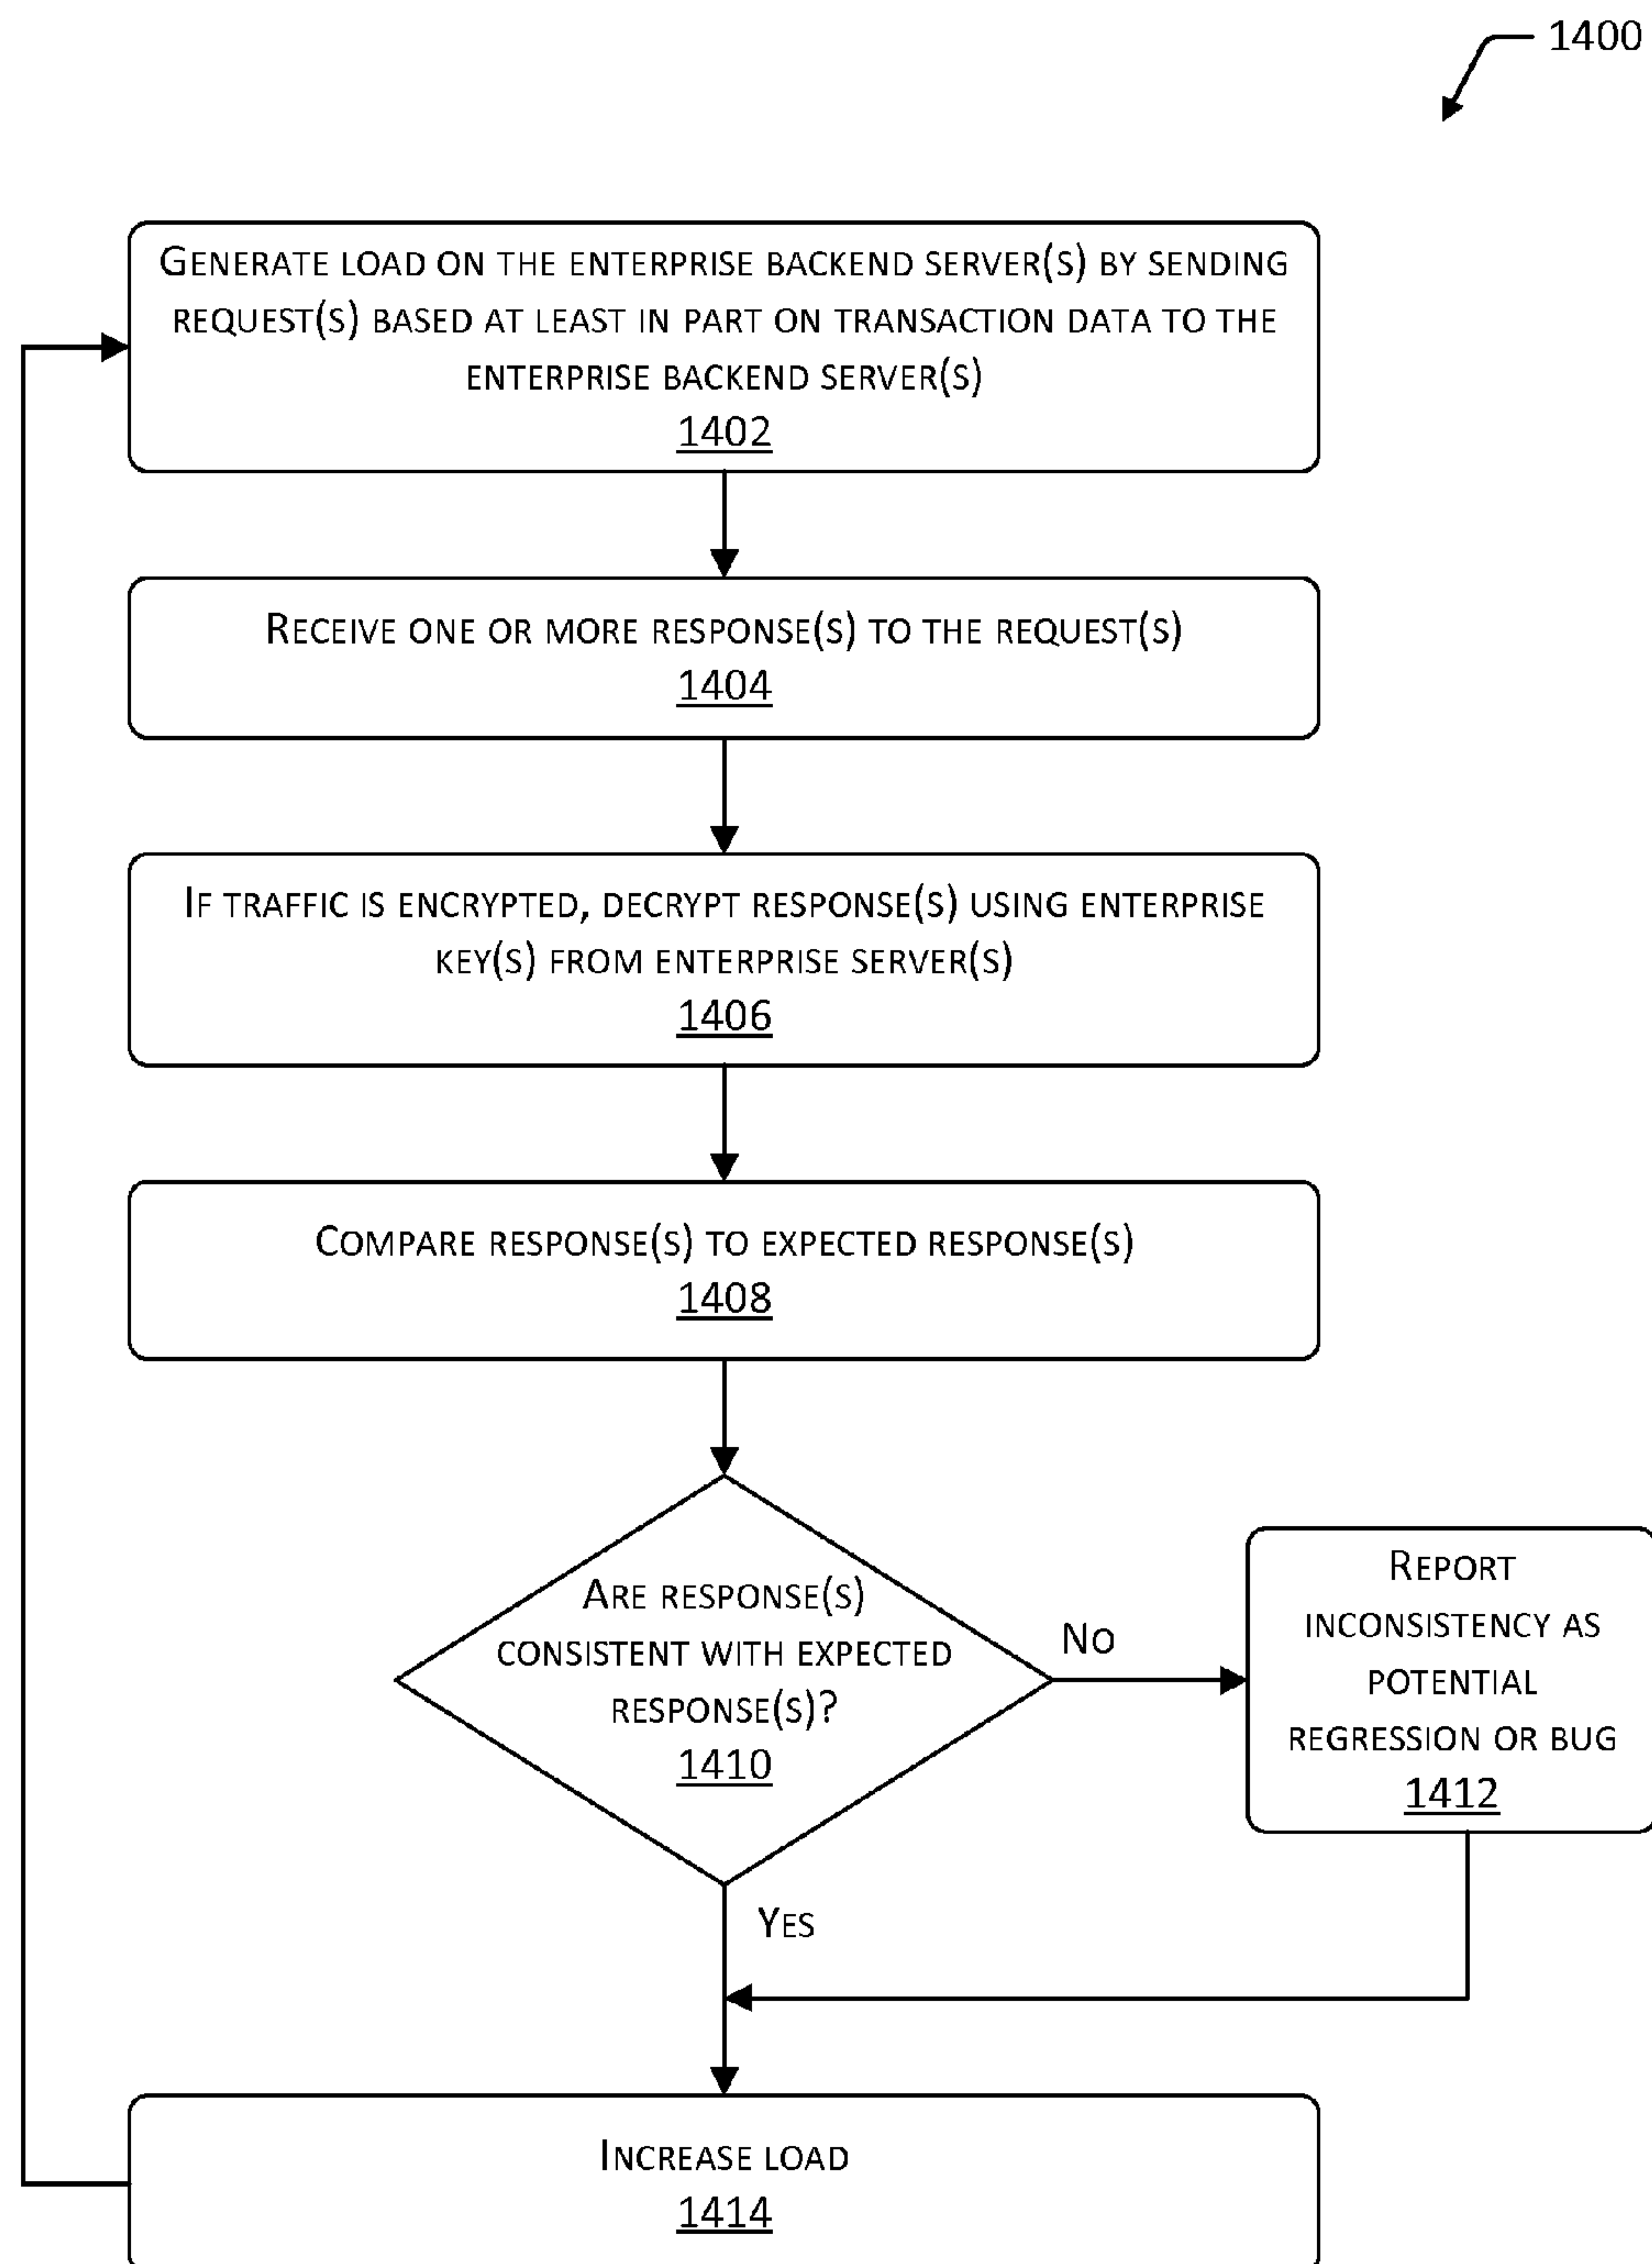 1400
GENERATE LOAD ON THE ENTERPRISE BACKEND SERVER(S) BY SENDING
REQUEST(S) BASED AT LEAST IN PART ON TRANSACTION DATA TO THE
ENTERPRISE BACKEND SERVER(S)
1402
RECEIVE ONE OR MORE RESPONSE(S) TO THE REQUEST(S)
1404
IF TRAFFIC IS ENCRYPTED, DECRYPT RESPONSE(S) USING ENTERPRISE
KEY(S) FROM ENTERPRISE SERVER(S)
1406
COMPARE RESPONSE(S) TO EXPECTED RESPONSE(S)
1408
ARE RESPONSE(S)
CONSISTENT WITH EXPECTED
RESPONSE(S)?
1410
NO
REPORT
INCONSISTENCY AS
POTENTIAL
REGRESSION OR BUG
1412
YES
INCREASE LOAD
1414